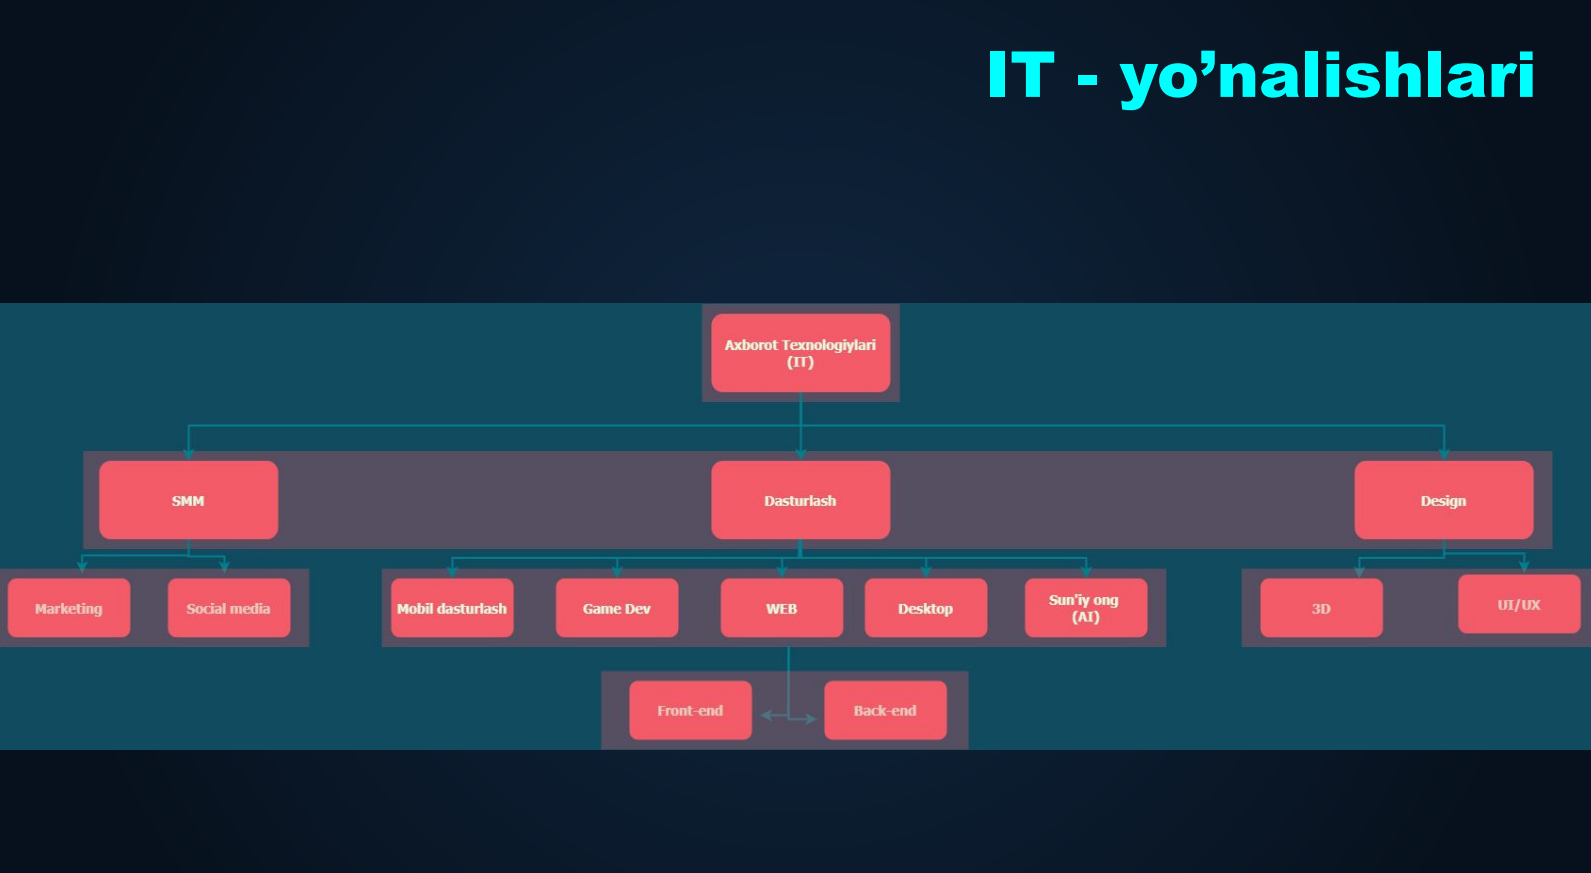 IT - yo’nalishlari
Axborot Texnologiylari
(IT)
SMM
Dasturlash
Design
Marketing
Social media
Mobil dasturlash
Game Dev
WEB
Desktop
Sun'iy ong
(AI)
3D
UI/UX
Front-end
Back-end